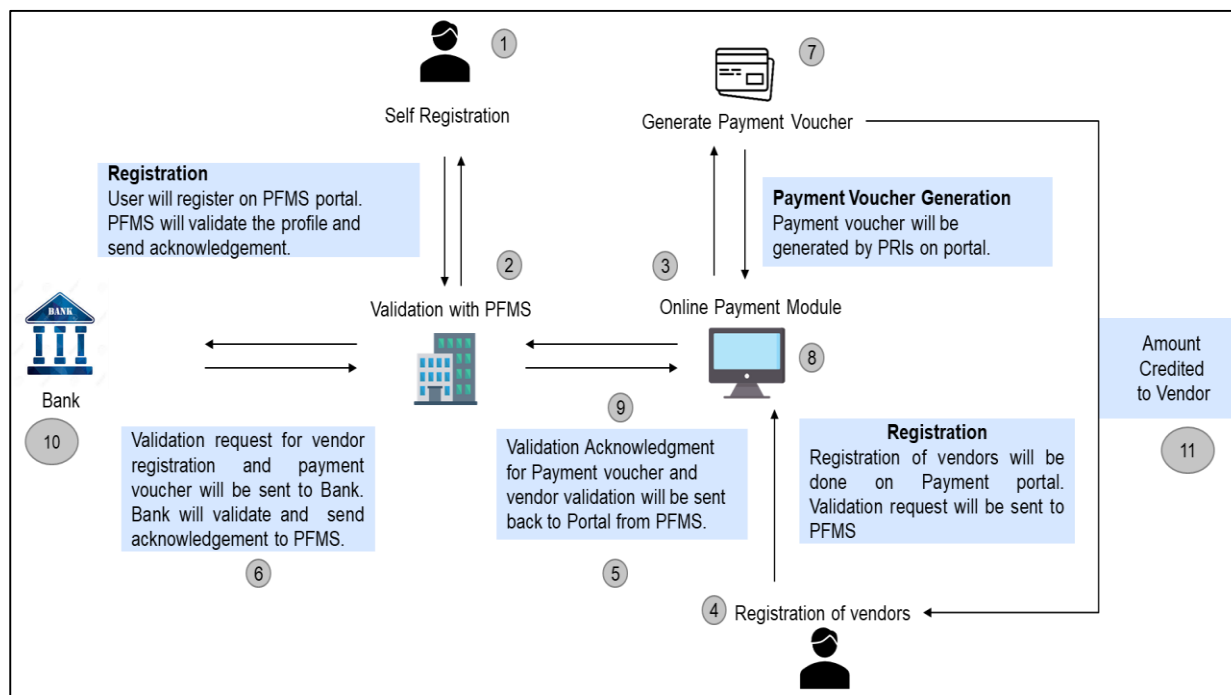 1
Self Registration
7
Generate Payment Voucher
Registration
User will register on PFMS portal.
PFMS will validate the profile and
send acknowledgement.
Payment Voucher Generation
Payment voucher will be
generated by PRIs on portal.
2
Validation with PFMS
3
Online Payment Module
8
BANK
Bank
10
Validation request for vendor
registration and payment
voucher will be sent to Bank.
Bank will validate and send
acknowledgement to PFMS.
6
9
Validation Acknowledgment
for Payment voucher and
vendor validation will be sent
back to Portal from PFMS.
5
Registration
Registration of vendors will be
done on Payment portal.
Validation request will be sent to
PFMS
Amount
Credited
to Vendor
11
4
Registration of vendors